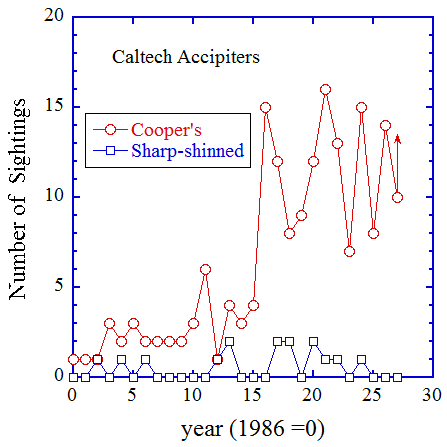 20
Caltech Accipiters
15
Cooper's
Sharp-shinned
10
5
0
0 5 10 15 20 25 30
Number of Sightings
year (1986 =0)